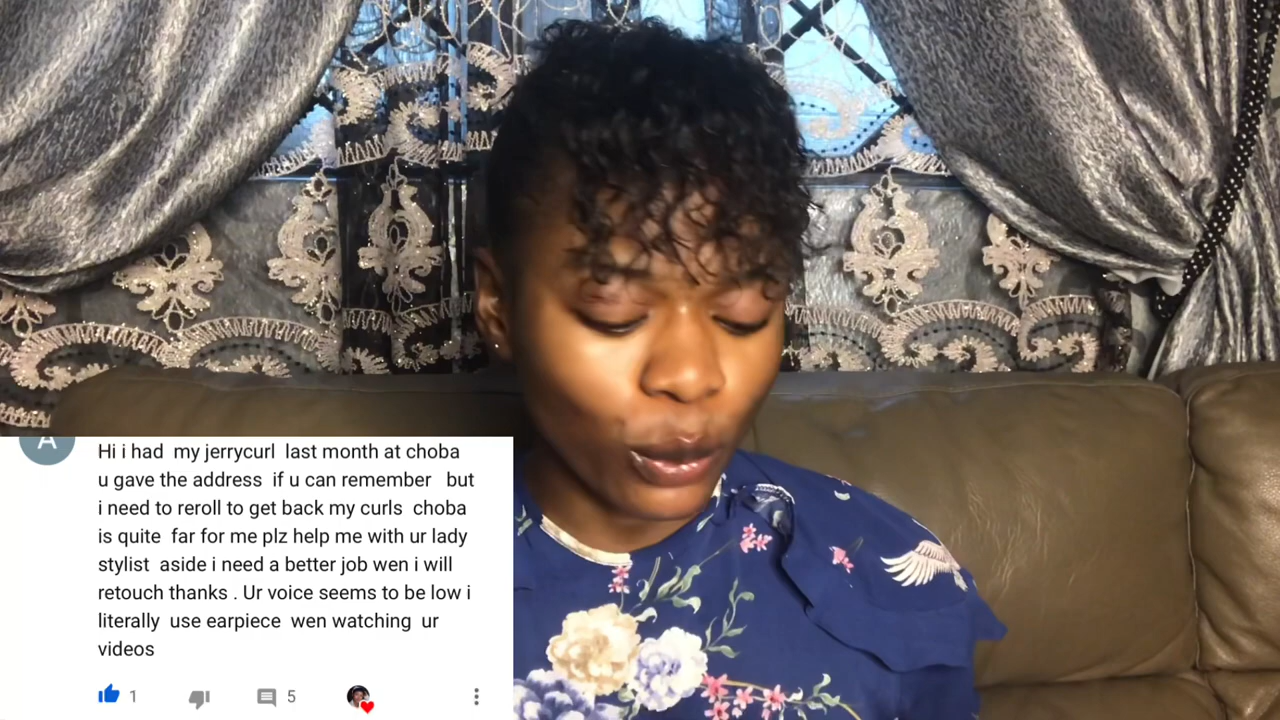 A
Hi i had my jerrycurl last month at choba
u gave the address if u can remember but
i need to reroll to get back my curls choba
is quite far for me plz help me with ur lady
stylist aside i need a better job wen i will
retouch thanks . Ur voice seems to be low i
literally use earpiece wen watching ur
videos
1
5